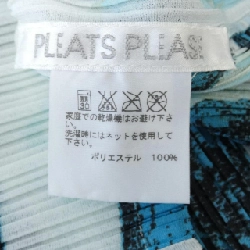 PLEATS PLEAS
家庭での乾燥機はお避け下さい。
洗濯時にはネットを使用して
下さい。
ポリエステル 100%